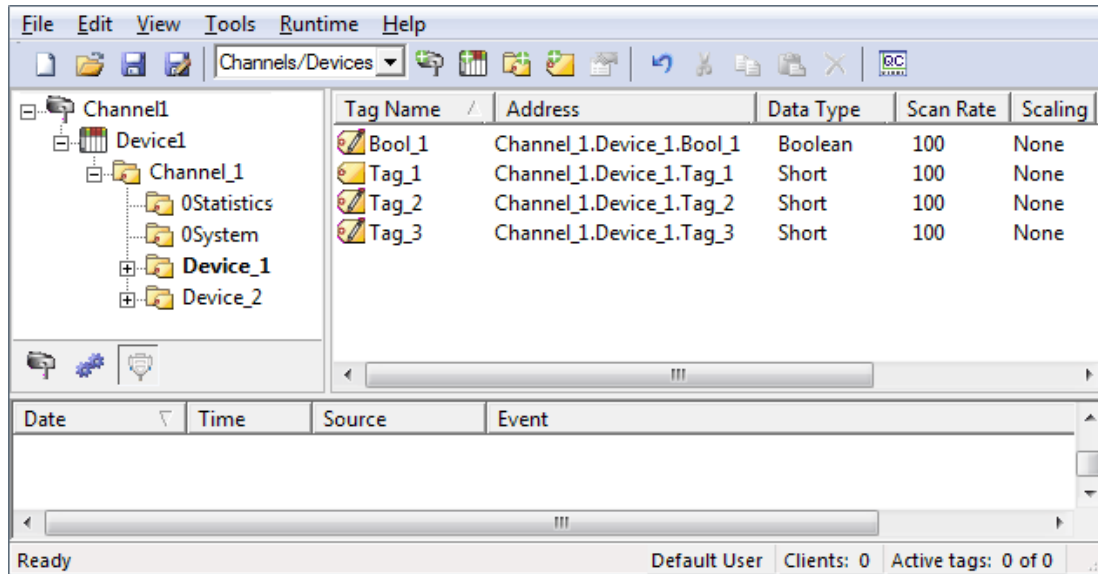 File Edit View Tools Runtime Help
Channels/Devices
Channel1
Device1
Channel_1
0Statistics
0System
Device_1
Device_2
Tag Name Address Data Type Scan Rate Scaling
Bool_1 Channel_1.Device_1.Bool_1 Boolean 100 None
Tag_1 Channel_1.Device_1.Tag_1 Short 100 None
Tag_2 Channel_1.Device_1.Tag_2 Short 100 None
Tag_3 Channel_1.Device_1.Tag_3 Short 100 None
Date Time Source Event
Ready Default User Clients: 0 Active tags: 0 of 0